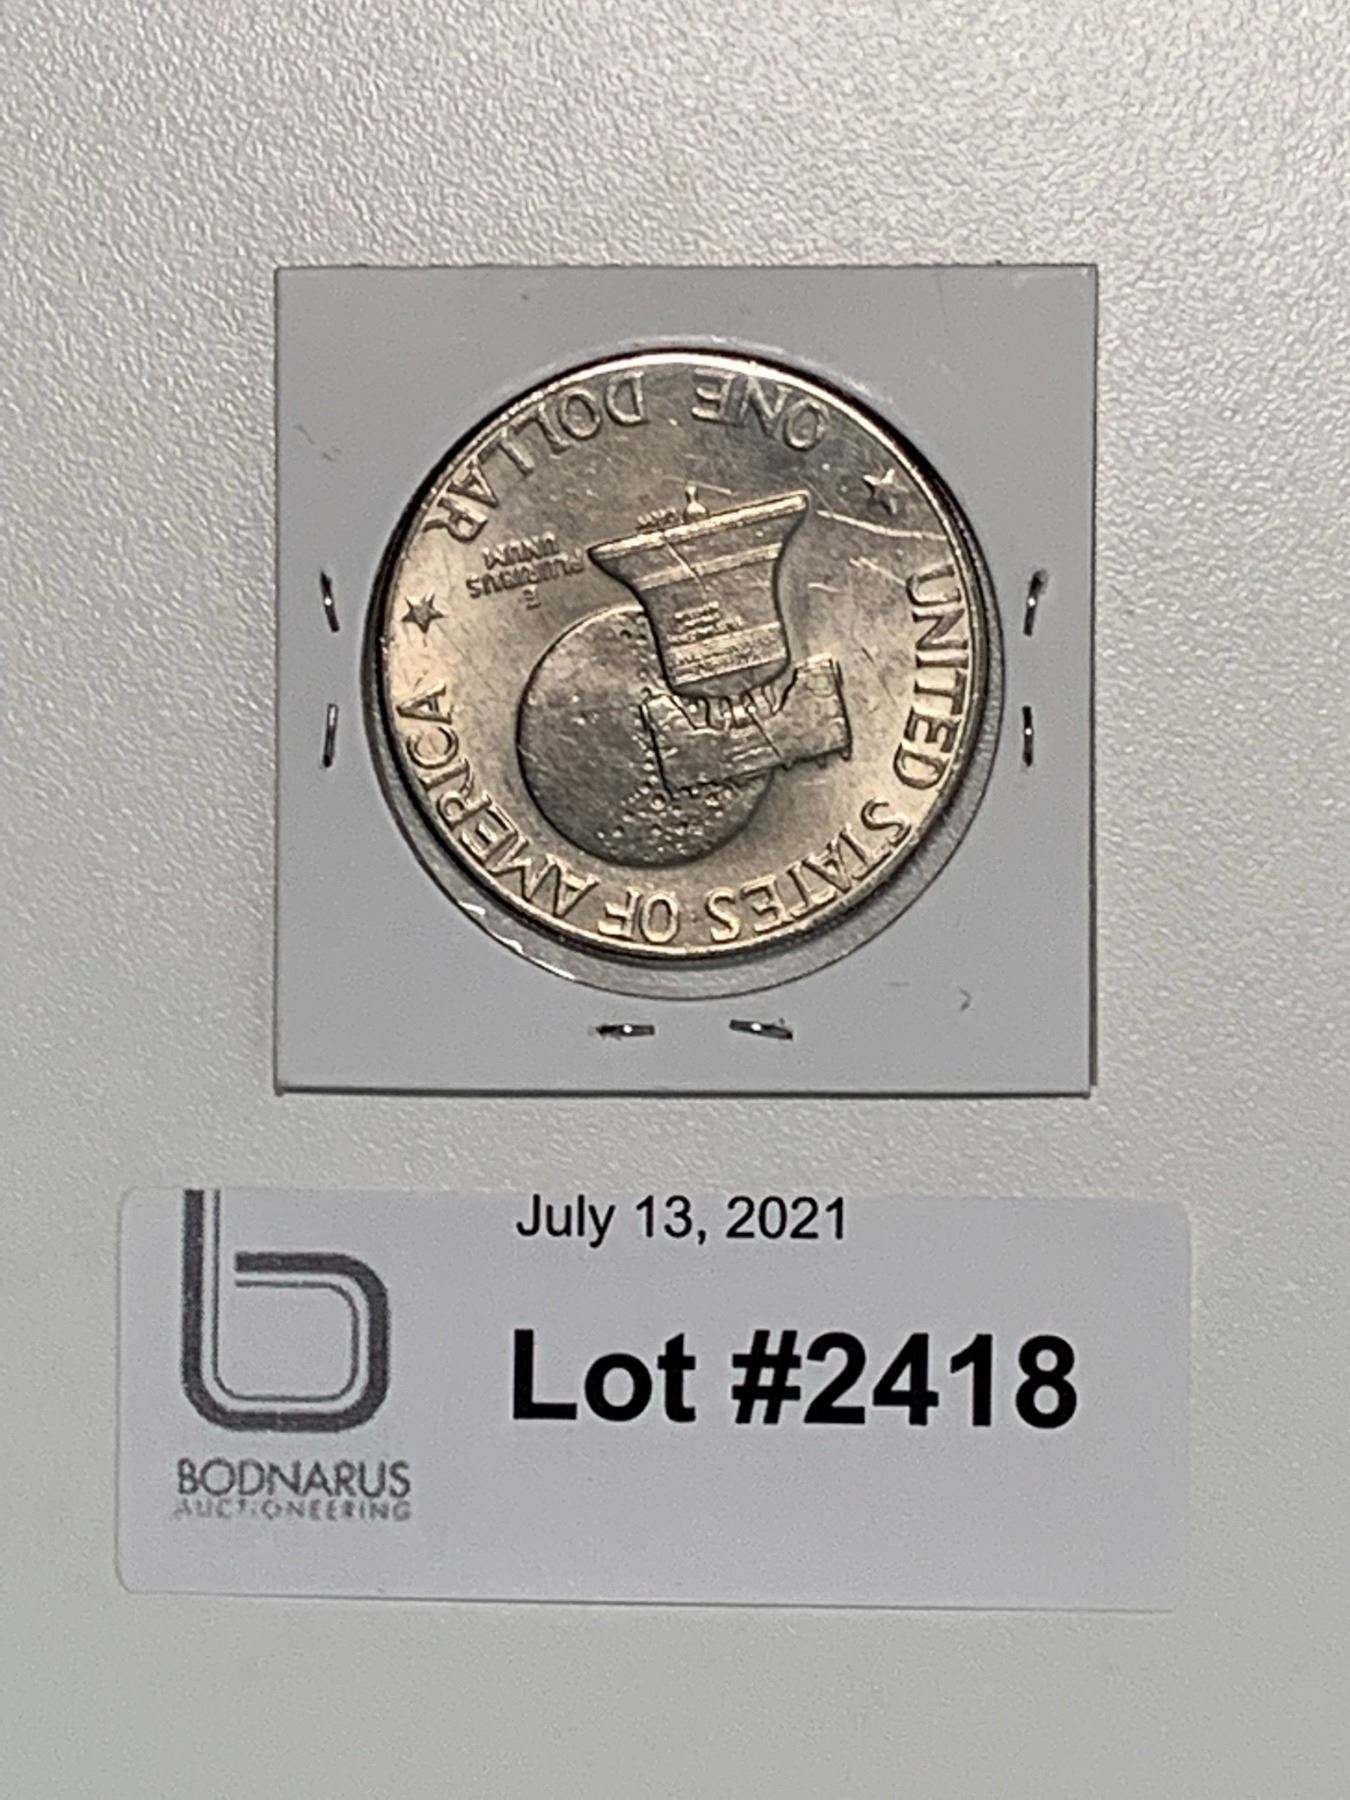 ONE DOLLAR
E
PLURIBUS
UNUM
UNITED STATES OF AMERICA
July 13, 2021
Lot #2418
BODNARUS
AUCTIONEERING